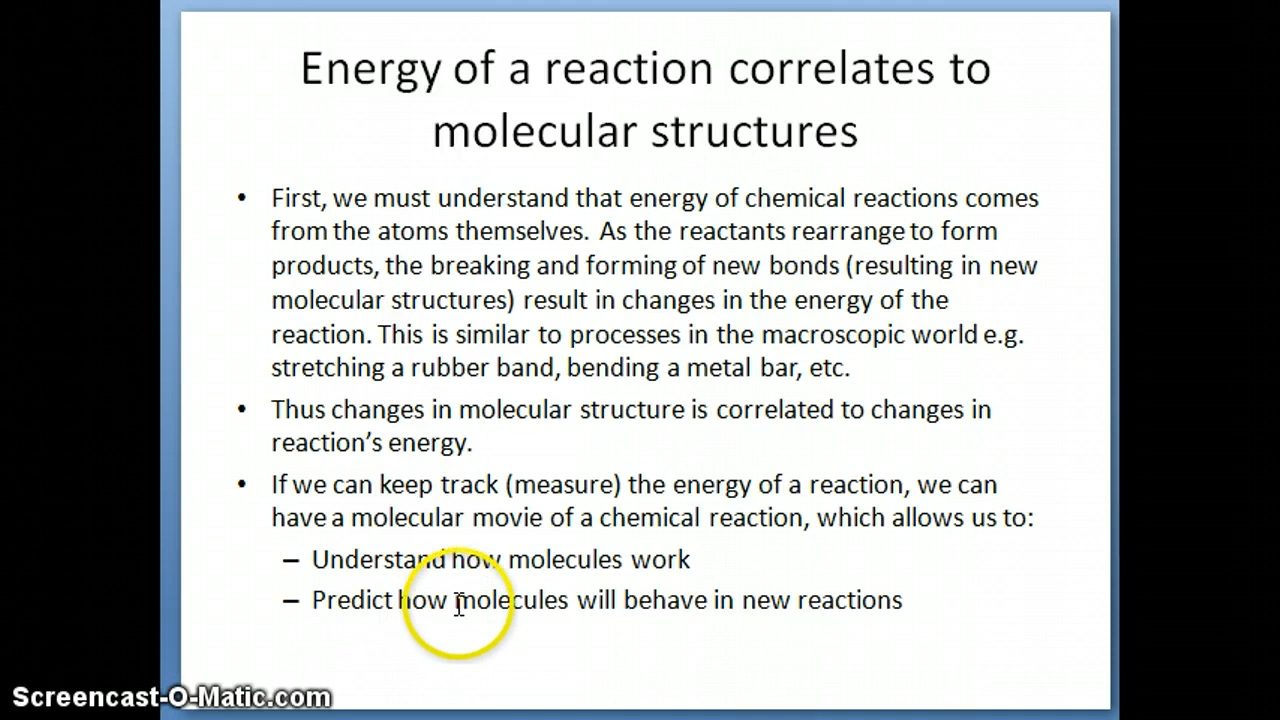 Energy of a reaction correlates to
molecular structures
• First, we must understand that energy of chemical reactions comes
from the atoms themselves. As the reactants rearrange to form
products, the breaking and forming of new bonds (resulting in new
molecular structures) result in changes in the energy of the
reaction. This is similar to processes in the macroscopic world e.g.
stretching a rubber band, bending a metal bar, etc.
• Thus changes in molecular structure is correlated to changes in
reaction's energy.
• If we can keep track (measure) the energy of a reaction, we can
have a molecular movie of a chemical reaction, which allows us to:
– Understand how molecules work
– Predict how molecules will behave in new reactions
Screencast-O-Matic.com